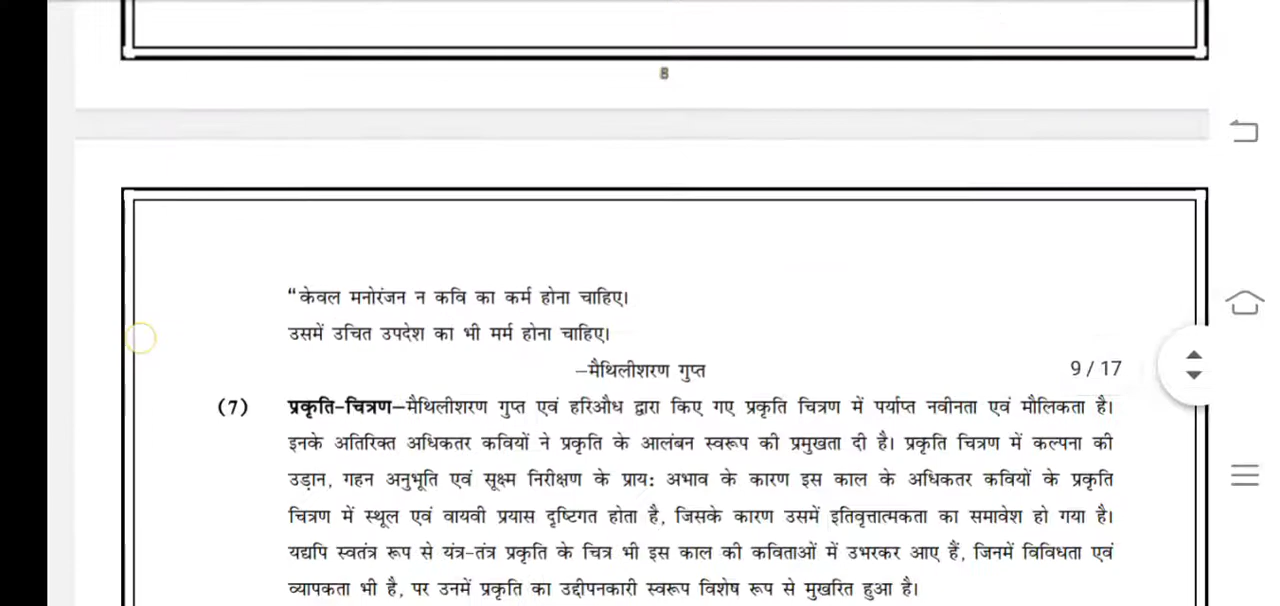 8
“केवल मनोरंजन न कवि का कर्म होना चाहिए।
उसमें उचित उपदेश का भी मर्म होना चाहिए।
–मैथिलीशरण गुप्त
9 / 17
(7) प्रकृति-चित्रण–मैथिलीशरण गुप्त एवं हरिऔध द्वारा किए गए प्रकृति चित्रण में पर्याप्त नवीनता एवं मौलिकता है।
इनके अतिरिक्त अधिकतर कवियों ने प्रकृति के आलंबन स्वरूप की प्रमुखता दी है। प्रकृति चित्रण में कल्पना की
उड़ान, गहन अनुभूति एवं सूक्ष्म निरीक्षण के प्राय: अभाव के कारण इस काल के अधिकतर कवियों के प्रकृति
चित्रण में स्थूल एवं वायवी प्रयास दृष्टिगत होता है, जिसके कारण उसमें इतिवृत्तात्मकता का समावेश हो गया है।
यद्यपि स्वतंत्र रूप से यंत्र-तंत्र प्रकृति के चित्र भी इस काल की कविताओं में उभरकर आए हैं, जिनमें विविधता एवं
व्यापकता भी है, पर उनमें प्रकृति का उद्दीपनकारी स्वरूप विशेष रूप से मुखरित हुआ है।